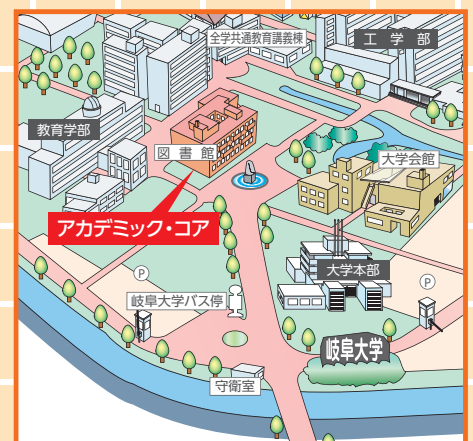 全学共通教育講義棟
工学部
教育学部
図書館
大学会館
アカデミック・コア
大学本部
P
P
岐阜大学バス停
岐阜大学
守衛室